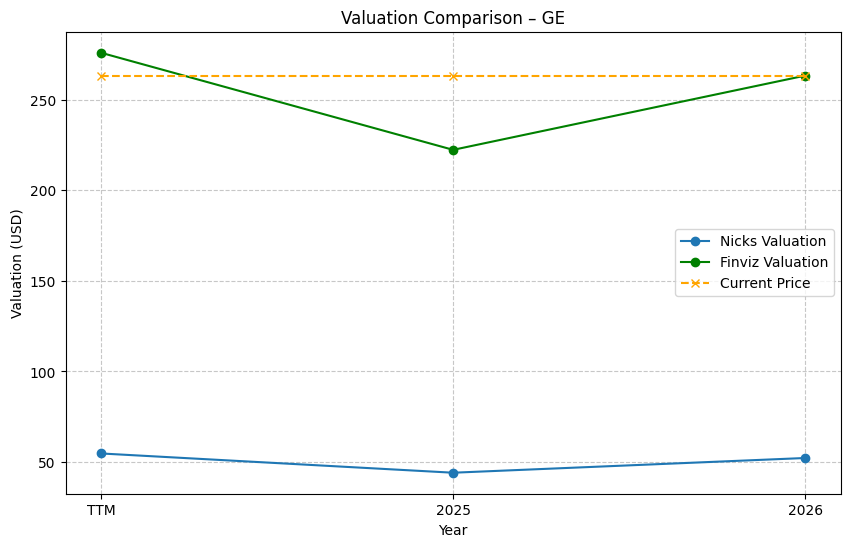 Valuation Comparison – GE
Valuation (USD)
250
200
150
100
50
Nicks Valuation
Finviz Valuation
Current Price
TTM
2025
2026
Year